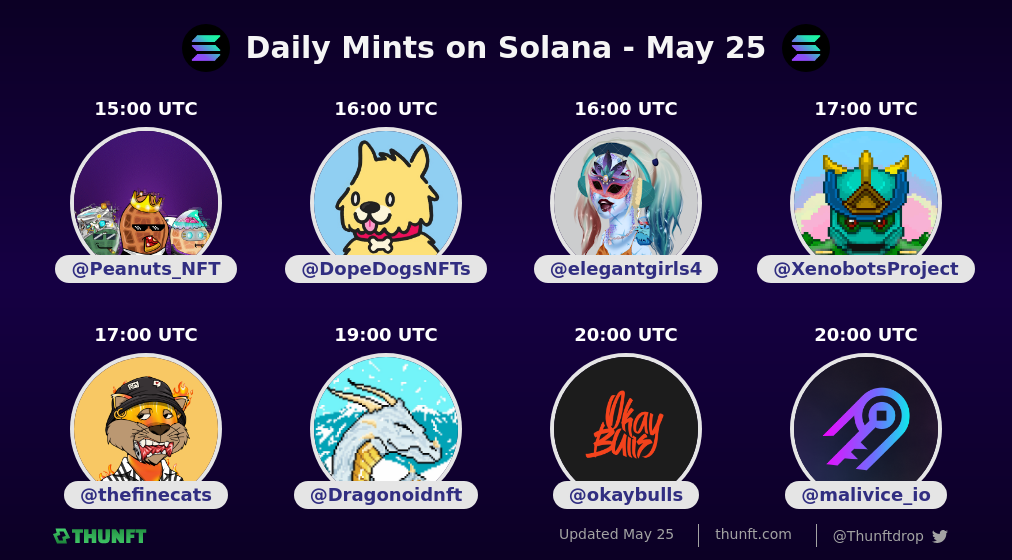 Daily Mints on Solana - May 25
15:00 UTC
16:00 UTC
16:00 UTC
17:00 UTC
@Peanuts_NFT
@DopeDogsNFTs
@elegantgirls4
@XenobotsProject
17:00 UTC
19:00 UTC
20:00 UTC
20:00 UTC
Okay
Bulls
@thefinecats
@Dragonoidnft
@okaybulls
@malivice_io
THUNFT
Updated May 25
thunft.com
@Thunftdrop